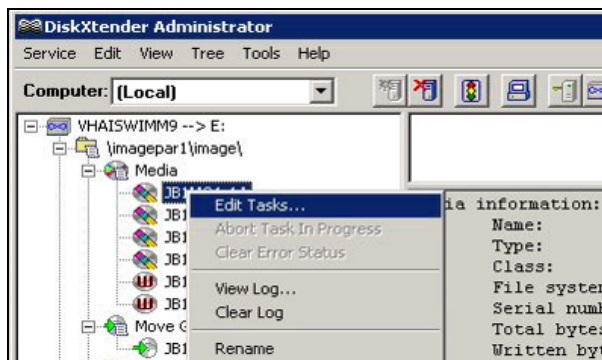 DiskXtender Administrator
Service Edit View Tree Tools Help
Computer: (Local)
VHAISWIMM9 --> E:
\imagepar1\image\
Media
JB1
Edit Tasks...
JB1
Abort Task In Progress
JB1
Clear Error Status
JB1
JB1
View Log...
JB1
Clear Log
Move G
JB1
Rename
ia information:
Name:
Type:
Class:
File system
Serial numb
Total bytes
Written byt